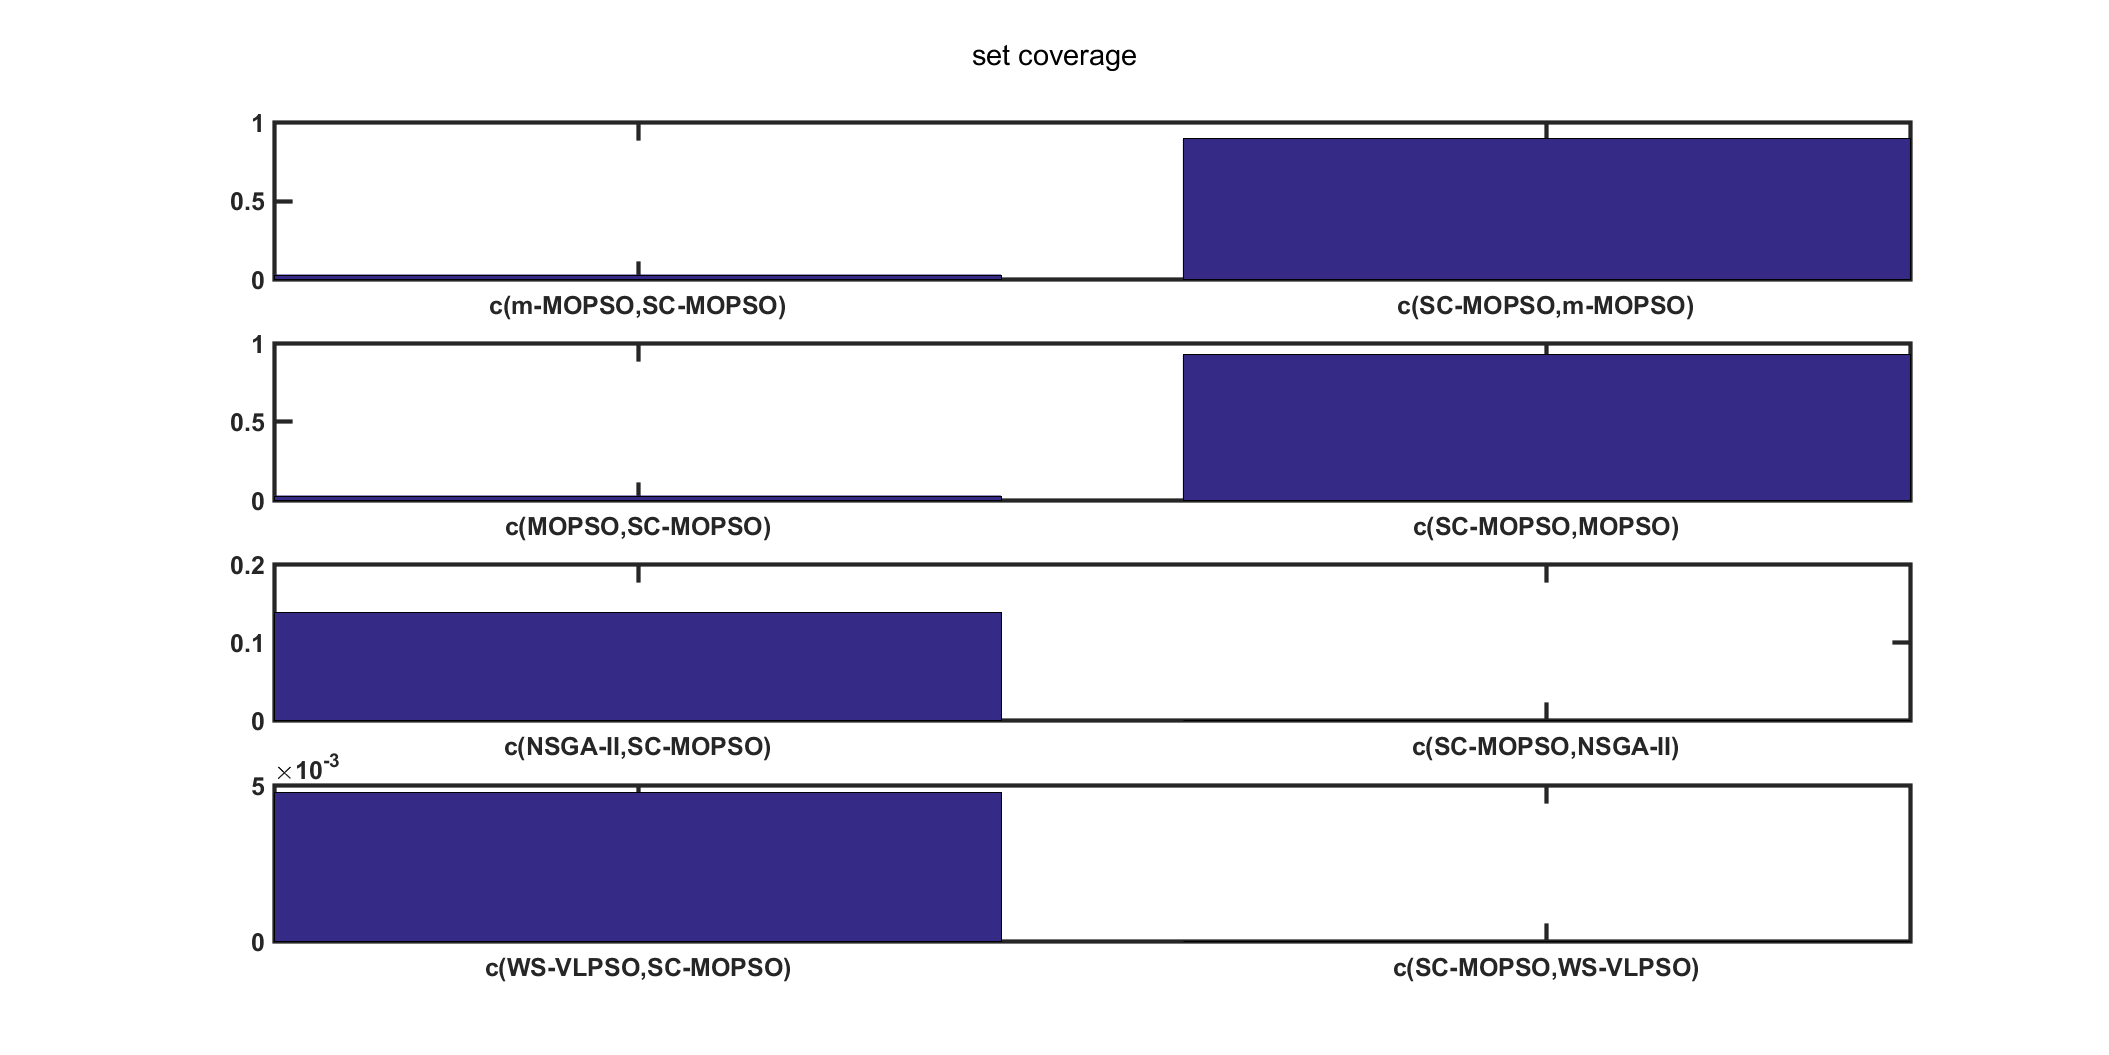 set coverage
1
0.5
0
c(m-MOPSO,SC-MOPSO) c(SC-MOPSO,m-MOPSO)
1
0.5
0
c(MOPSO,SC-MOPSO) c(SC-MOPSO,MOPSO)
0.2
0.1
0
c(NSGA-II,SC-MOPSO) c(SC-MOPSO,NSGA-II)
×10⁻³
5
0
c(WS-VLPSO,SC-MOPSO) c(SC-MOPSO,WS-VLPSO)